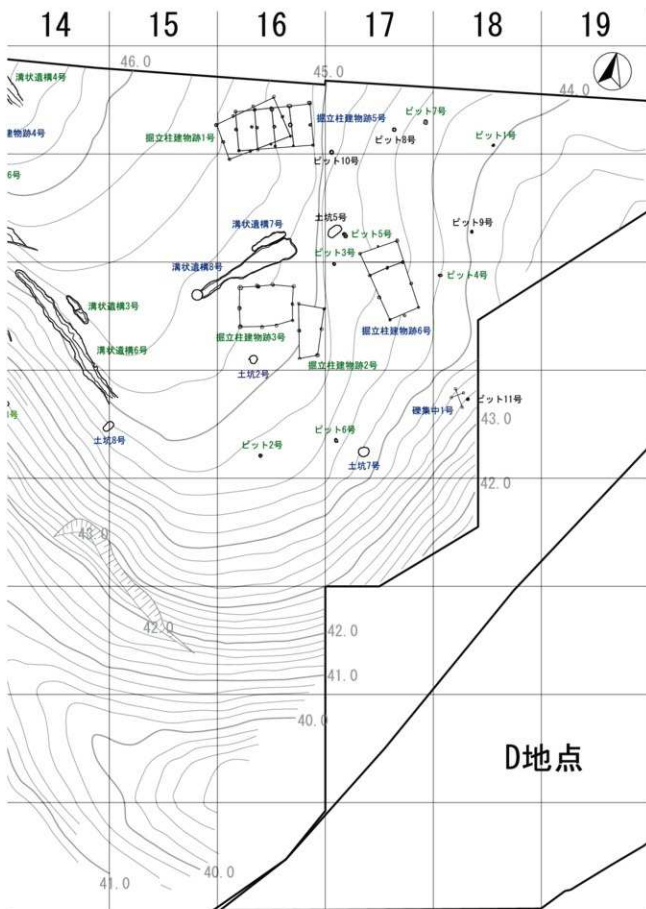 14 15 16 17 18 19
46.0
45.0
44.0
溝状遺構4号
建物跡4号
6号
掘立柱建物跡1号
掘立柱建物跡5号
ピット7号
ピット8号
ピット1号
ピット10号
土坑5号
ピット5号
ピット9号
溝状遺構7号
ピット3号
溝状遺構8号
ピット4号
溝状遺構3号
掘立柱建物跡3号
掘立柱建物跡6号
溝状遺構6号
掘立柱建物跡2号
土坑2号
礫集中1号
ピット11号
43.0
土坑8号
ピット6号
ピット2号
土坑7号
42.0
43.0
42.0
42.0
41.0
40.0
D地点
40.0
41.0